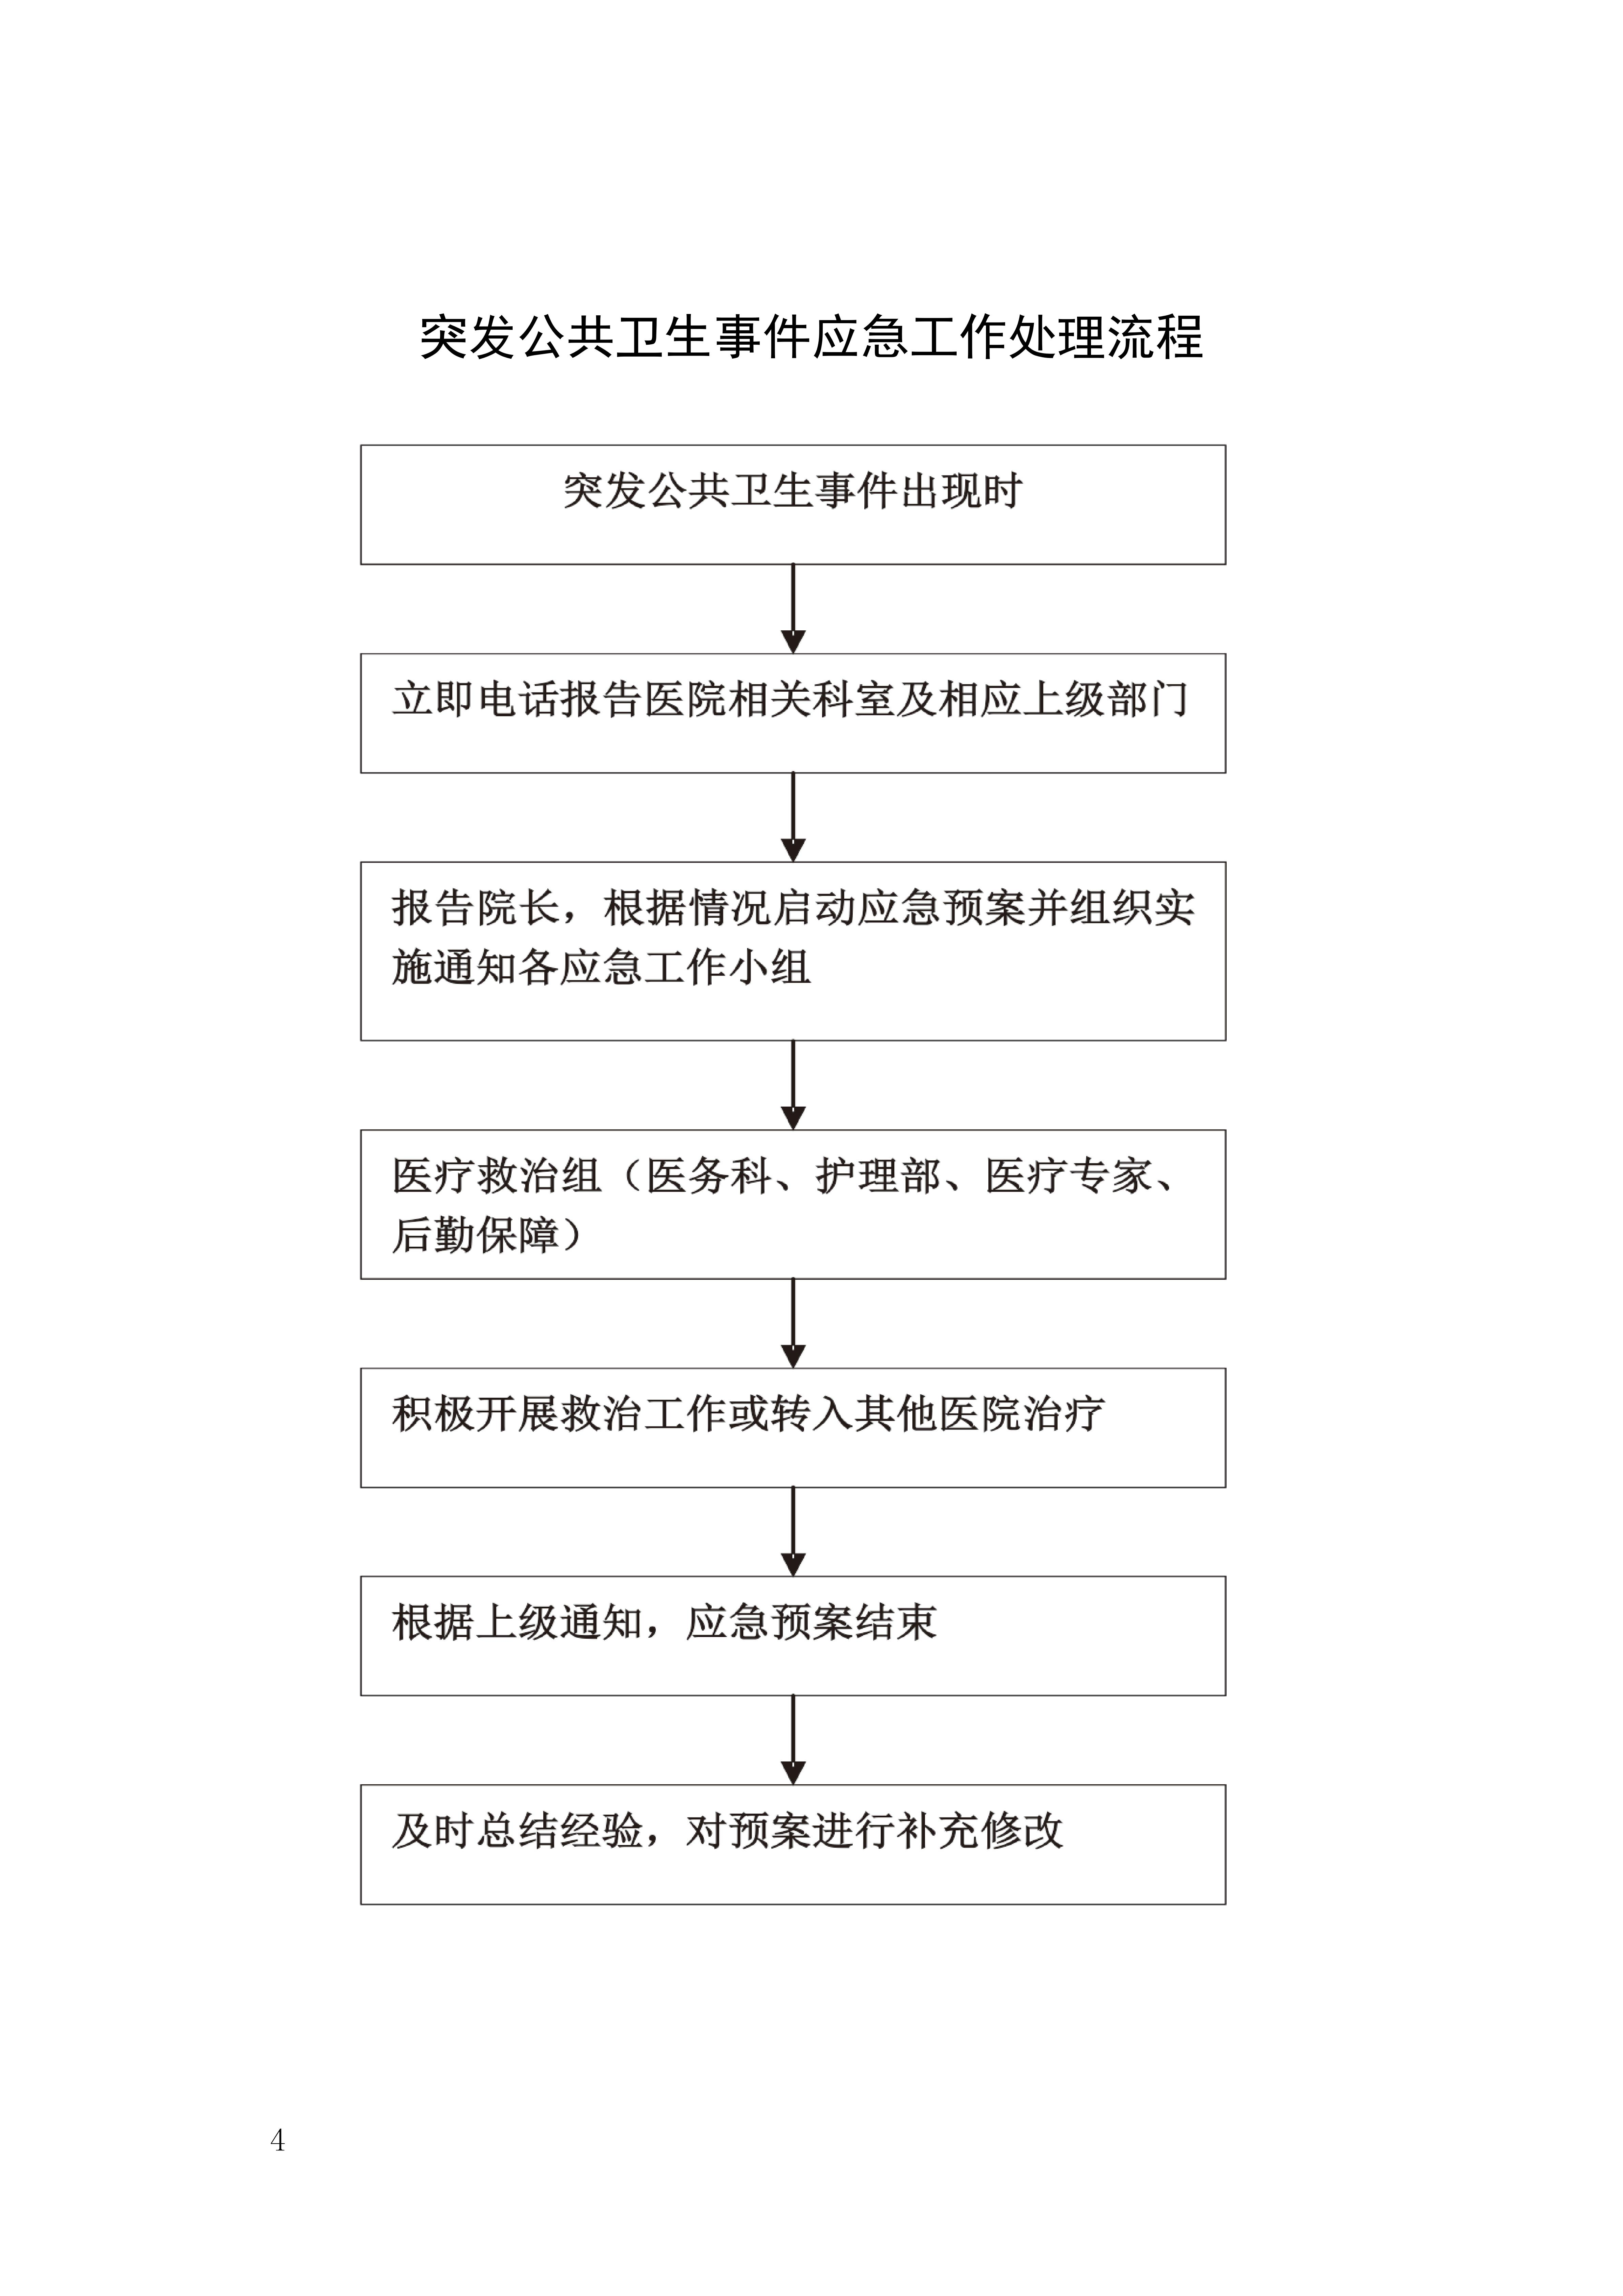 突发公共卫生事件应急工作处理流程
突发公共卫生事件出现时
立即电话报告医院相关科室及相应上级部门
报告院长，根据情况启动应急预案并组织实
施通知各应急工作小组
医疗救治组（医务科、护理部、医疗专家、
后勤保障）
积极开展救治工作或转入其他医院治疗
根据上级通知，应急预案结束
及时总结经验，对预案进行补充修改
4